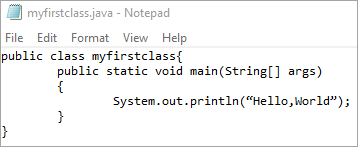 myfirstclass.java - Notepad
File Edit Format View Help
public class myfirstclass{
public static void main(String[] args)
{
System.out.println(“Hello,World”);
}
}